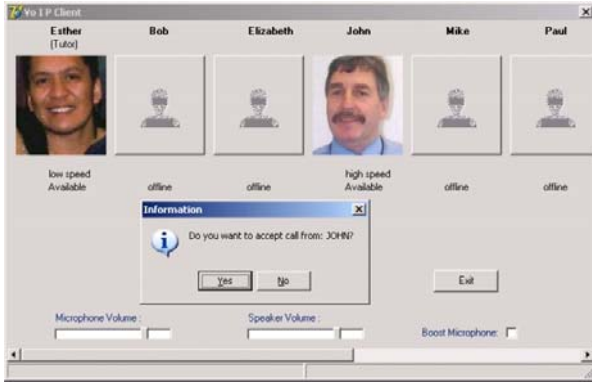 Vo I P Client
Esther
(Tutor)
Bob
Elizabeth
John
Mike
Paul
low speed
Available
offline
offline
high speed
Available
offline
offline
Information
Do you want to accept call from: JOHN?
Yes
No
Exit
Microphone Volume :
Speaker Volume :
Boost Microphone: